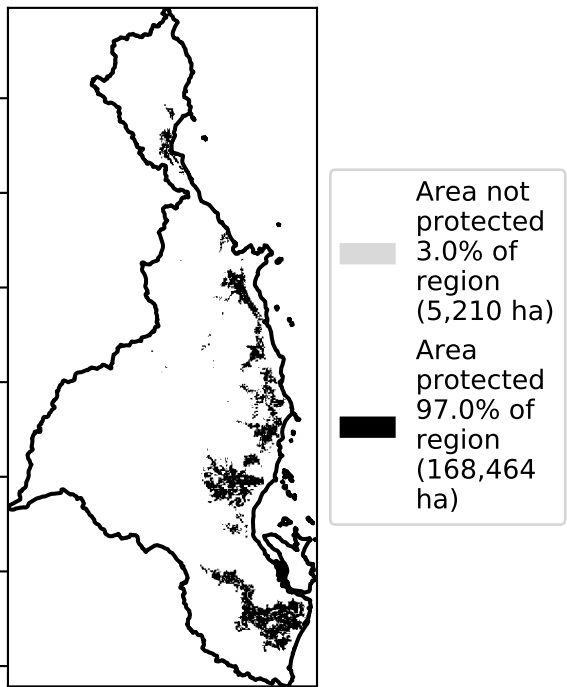 Area not
protected
3.0% of
region
(5,210 ha)
Area
protected
97.0% of
region
(168,464
ha)